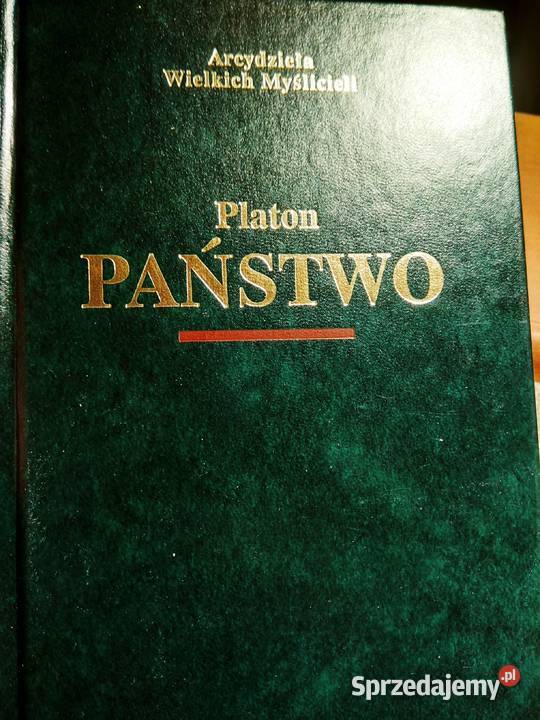 Arcydzieła
Wielkich Myślicieli
Platon
PAŃSTWO
Sprzedajemy.pl